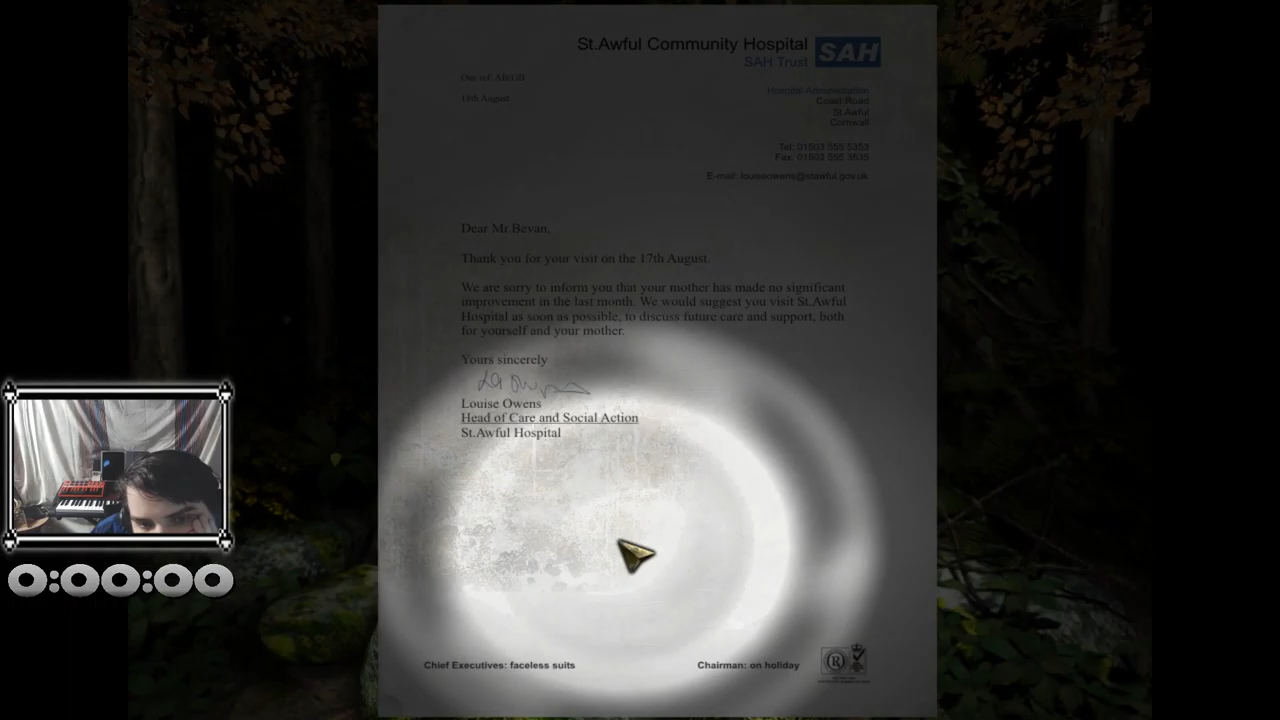 St.Awful Community Hospital
SAH
SAH Trust
18th August
Hospital Administration
Coast Road
St Awful
Cornwall
Tel: 01503 555 5353
Fax: 01503 555 3535
E-mail: louiseowens@stawful.gov.uk
Dear Mr.Bevan,
Thank you for your visit on the 17th August.
We are sorry to inform you that your mother has made no significant
improvement in the last month. We would suggest you visit St.Awful
Hospital as soon as possible, to discuss future care and support, both
for yourself and your mother.
Yours sincerely
Louise Owens
Head of Care and Social Action
St.Awful Hospital
Chief Executives: faceless suits
Chairman: on holiday
R
0:00:00